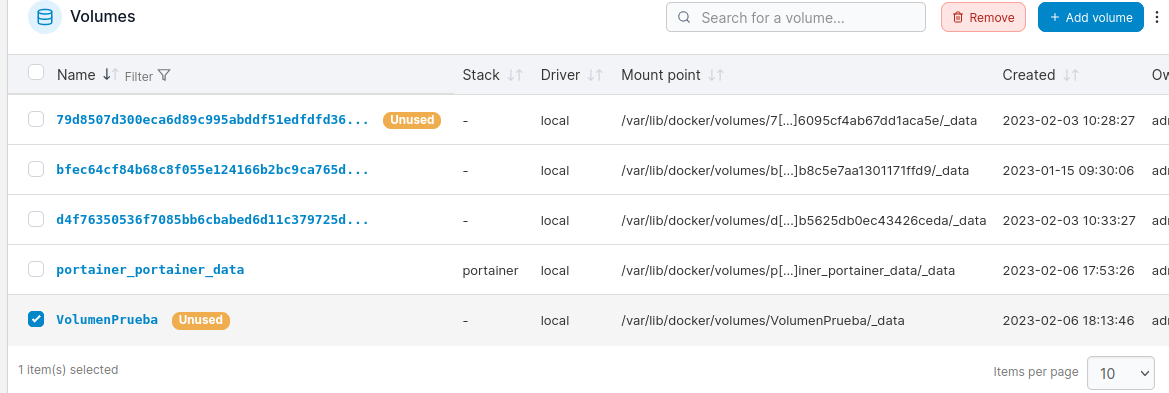 Volumes Search for a volume... Remove + Add volume
Name Filter Stack Driver Mount point Created Ow
79d8507d300eca6d89c995abddf51edfdfd36... Unused - local /var/lib/docker/volumes/7[...]6095cf4ab67dd1aca5e/_data 2023-02-03 10:28:27 adr
bfec64cf84b68c8f055e124166b2bc9ca765d... - local /var/lib/docker/volumes/b[...]b8c5e7aa1301171ffd9/_data 2023-01-15 09:30:06 adr
d4f76350536f7085bb6cbabed6d11c379725d... - local /var/lib/docker/volumes/d[...]b5625db0ec43426ceda/_data 2023-02-03 10:33:27 adr
portainer_portainer_data portainer local /var/lib/docker/volumes/p[...]iner_portainer_data/_data 2023-02-06 17:53:26 adr
VolumenPrueba Unused - local /var/lib/docker/volumes/VolumenPrueba/_data 2023-02-06 18:13:46 adr
1 item(s) selected Items per page 10